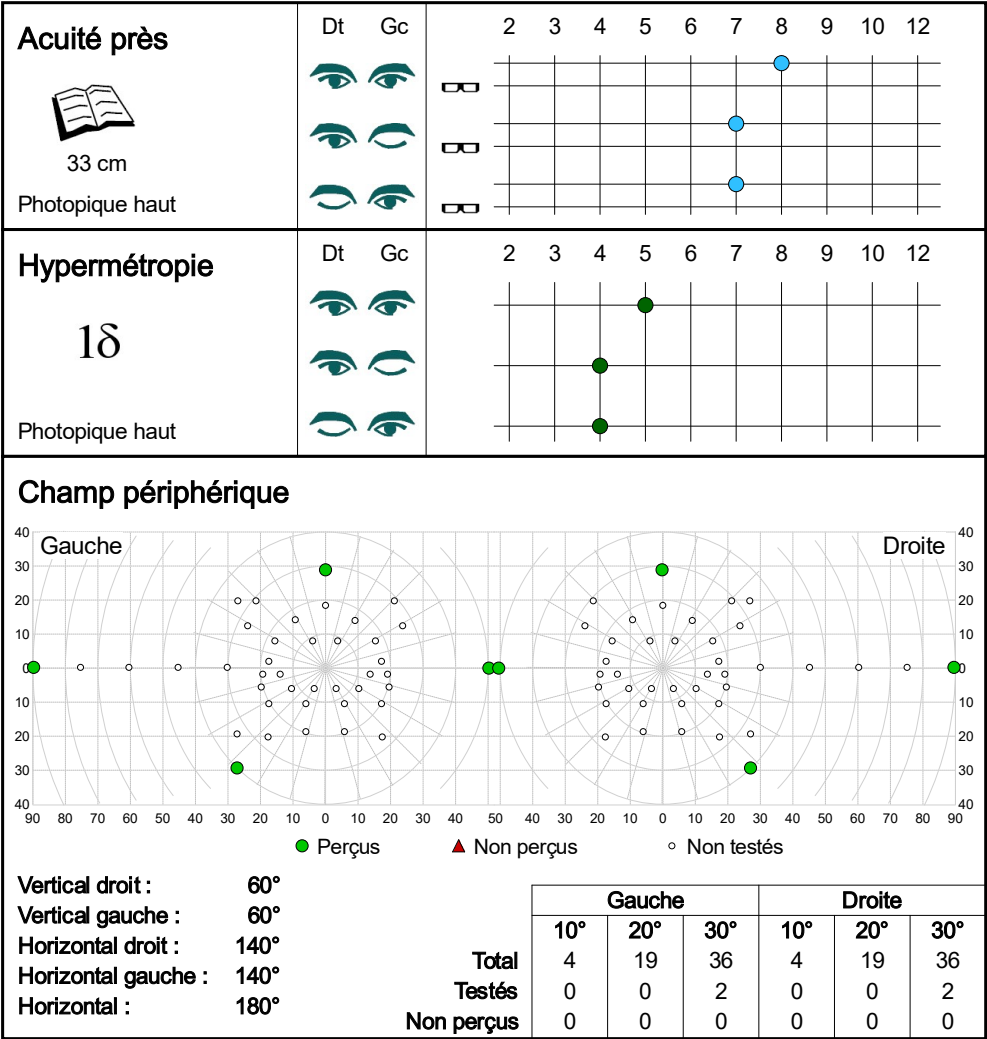 Acuité près
Dt Gc
2 3 4 5 6 7 8 9 10 12
33 cm
Photopique haut
Hypermétropie
Dt Gc
2 3 4 5 6 7 8 9 10 12
1δ
Photopique haut
Champ périphérique
Gauche
Droite
40 40
30 30
20 20
10 10
0 0
10 10
20 20
30 30
40 40
90 80 70 60 50 40 30 20 10 0 10 20 30 40 50 50 40 30 20 10 0 10 20 30 40 50 60 70 80 90
Perçus Non perçus Non testés
Vertical droit : 60°
Vertical gauche : 60°
Horizontal droit : 140°
Horizontal gauche : 140°
Horizontal : 180°
Gauche Droite
10° 20° 30° 10° 20° 30°
Total 4 19 36 4 19 36
Testés 0 0 2 0 0 2
Non perçus 0 0 0 0 0 0